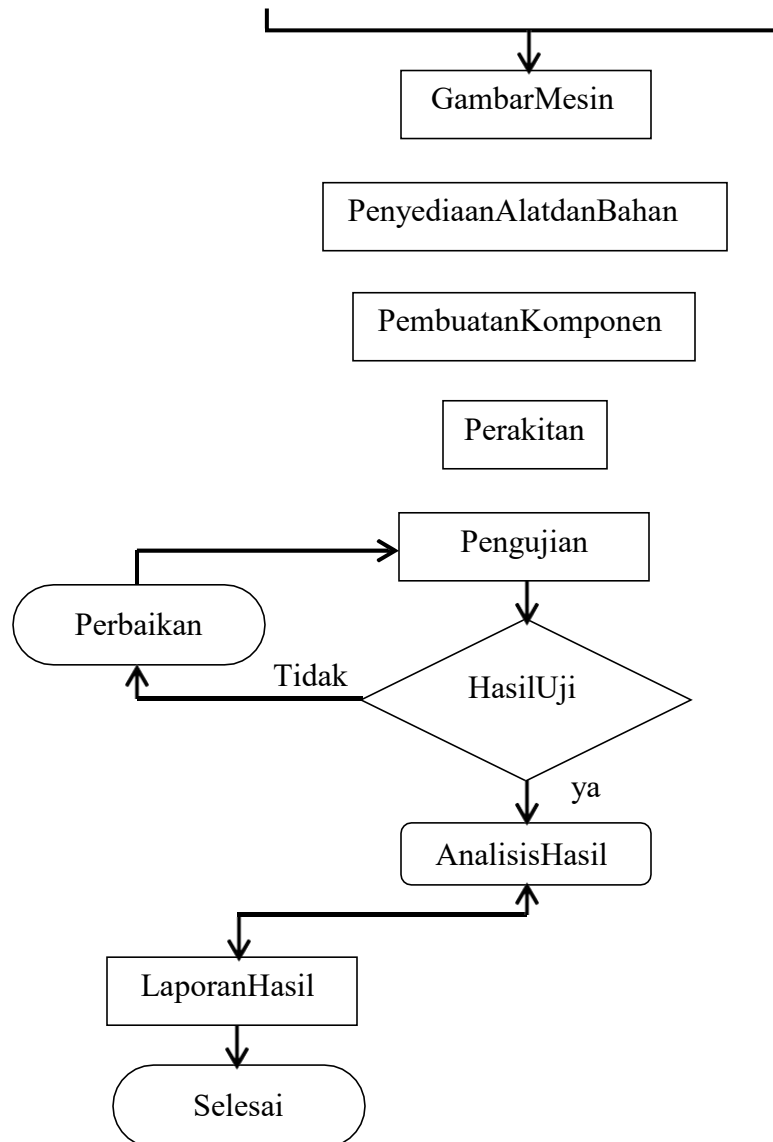 GambarMesin
PenyediaanAlatdanBahan
PembuatanKomponen
Perakitan
Pengujian
Perbaikan
Tidak
HasilUji
ya
AnalisisHasil
LaporanHasil
Selesai